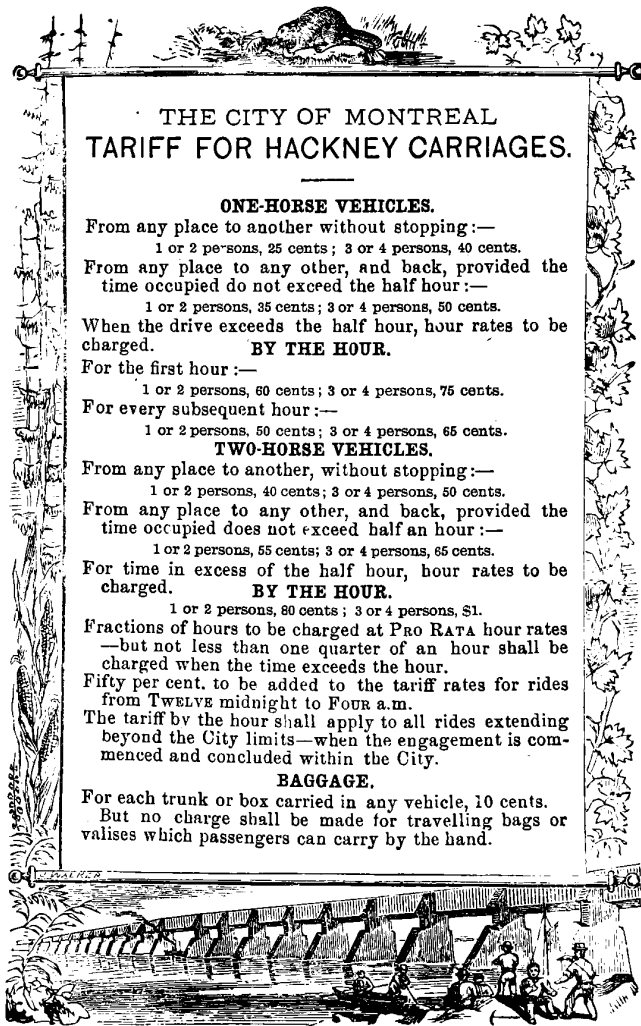 THE CITY OF MONTREAL
TARIFF FOR HACKNEY CARRIAGES.
ONE-HORSE VEHICLES.
From any place to another without stopping:—
1 or 2 persons, 25 cents; 3 or 4 persons, 40 cents.
From any place to any other, and back, provided the
time occupied do not exceed the half hour:—
1 or 2 persons, 35 cents; 3 or 4 persons, 50 cents.
When the drive exceeds the half hour, hour rates to be
charged. BY THE HOUR.
For the first hour:—
1 or 2 persons, 60 cents; 3 or 4 persons, 75 cents.
For every subsequent hour:—
1 or 2 persons, 50 cents; 3 or 4 persons, 65 cents.
TWO-HORSE VEHICLES.
From any place to another, without stopping:—
1 or 2 persons, 40 cents; 3 or 4 persons, 50 cents.
From any place to any other, and back, provided the
time occupied does not exceed half an hour:—
1 or 2 persons, 55 cents; 3 or 4 persons, 65 cents.
For time in excess of the half hour, hour rates to be
charged. BY THE HOUR.
1 or 2 persons, 80 cents; 3 or 4 persons, $1.
Fractions of hours to be charged at PRO RATA hour rates
—but not less than one quarter of an hour shall be
charged when the time exceeds the hour.
Fifty per cent. to be added to the tariff rates for rides
from TWELVE midnight to FOUR a.m.
The tariff by the hour shall apply to all rides extending
beyond the City limits—when the engagement is com-
menced and concluded within the City.
BAGGAGE.
For each trunk or box carried in any vehicle, 10 cents.
But no charge shall be made for travelling bags or
valises which passengers can carry by the hand.
J. WALKER